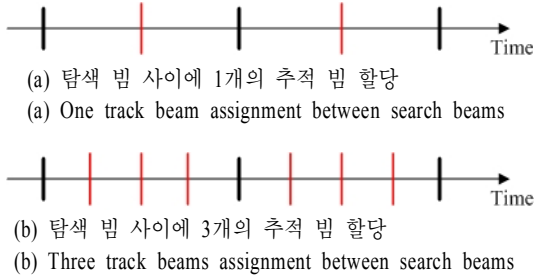 Time
(a) 탐색 빔 사이에 1개의 추적 빔 할당
(a) One track beam assignment between search beams
Time
(b) 탐색 빔 사이에 3개의 추적 빔 할당
(b) Three track beams assignment between search beams